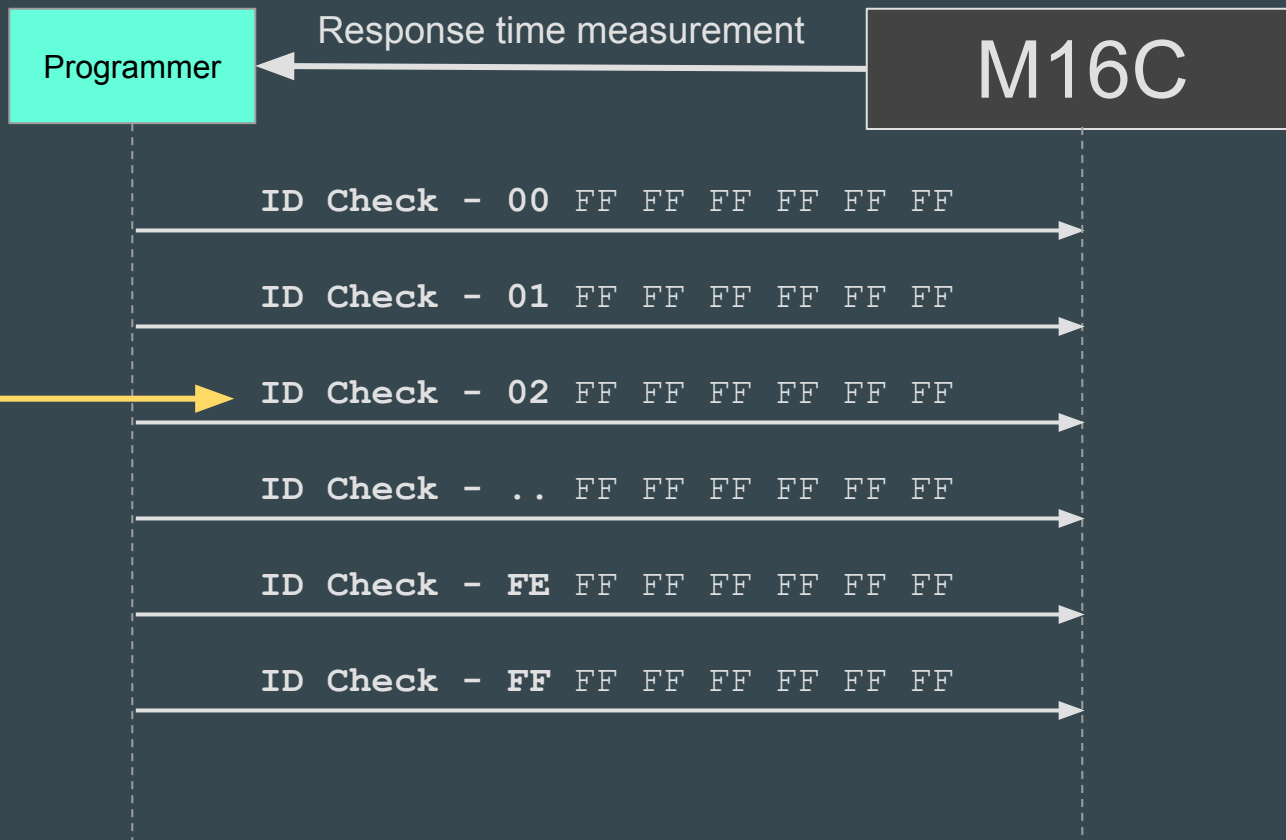 Response time measurement
Programmer
M16C
ID Check - 00 FF FF FF FF FF FF
ID Check - 01 FF FF FF FF FF FF
ID Check - 02 FF FF FF FF FF FF
ID Check - .. FF FF FF FF FF FF
ID Check - FE FF FF FF FF FF FF
ID Check - FF FF FF FF FF FF FF